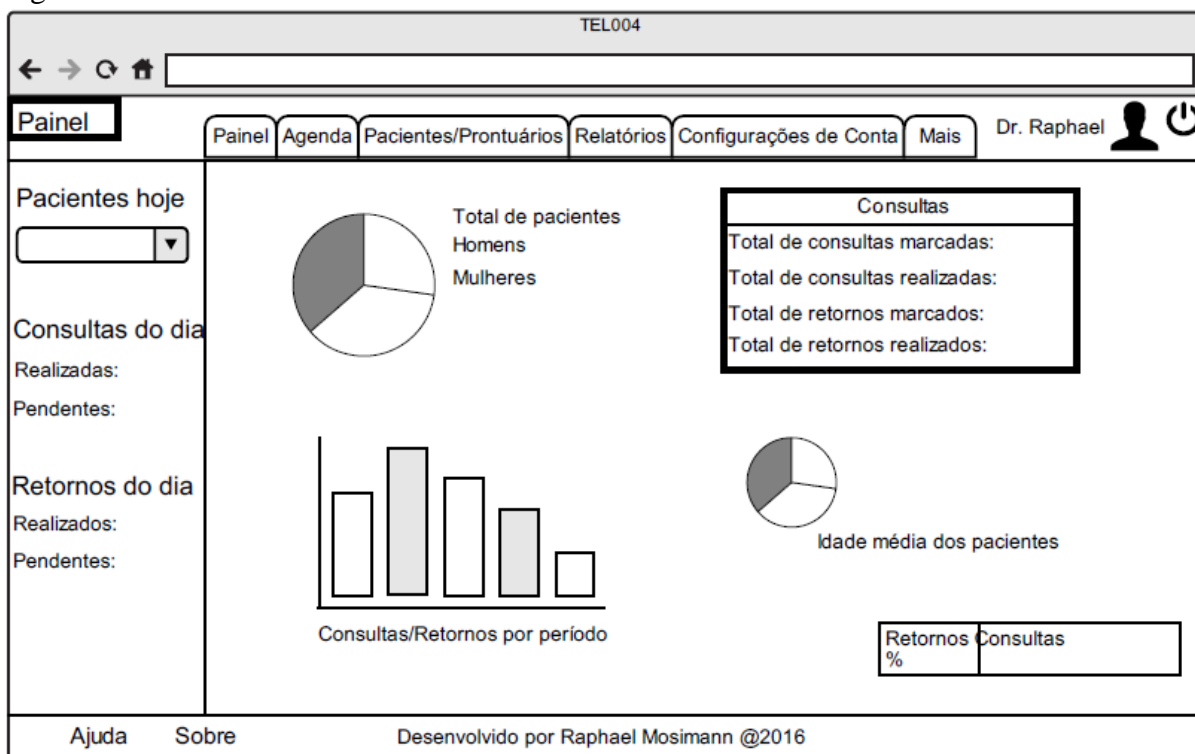 TEL004
Painel
Painel Agenda Pacientes/Prontuários Relatórios Configurações de Conta Mais
Dr. Raphael
Pacientes hoje
Consultas do dia
Realizadas:
Pendentes:
Retornos do dia
Realizados:
Pendentes:
Total de pacientes
Homens
Mulheres
Consultas
Total de consultas marcadas:
Total de consultas realizadas:
Total de retornos marcados:
Total de retornos realizados:
Consultas/Retornos por período
Idade média dos pacientes
Retornos Consultas
%
Ajuda Sobre Desenvolvido por Raphael Mosimann @2016